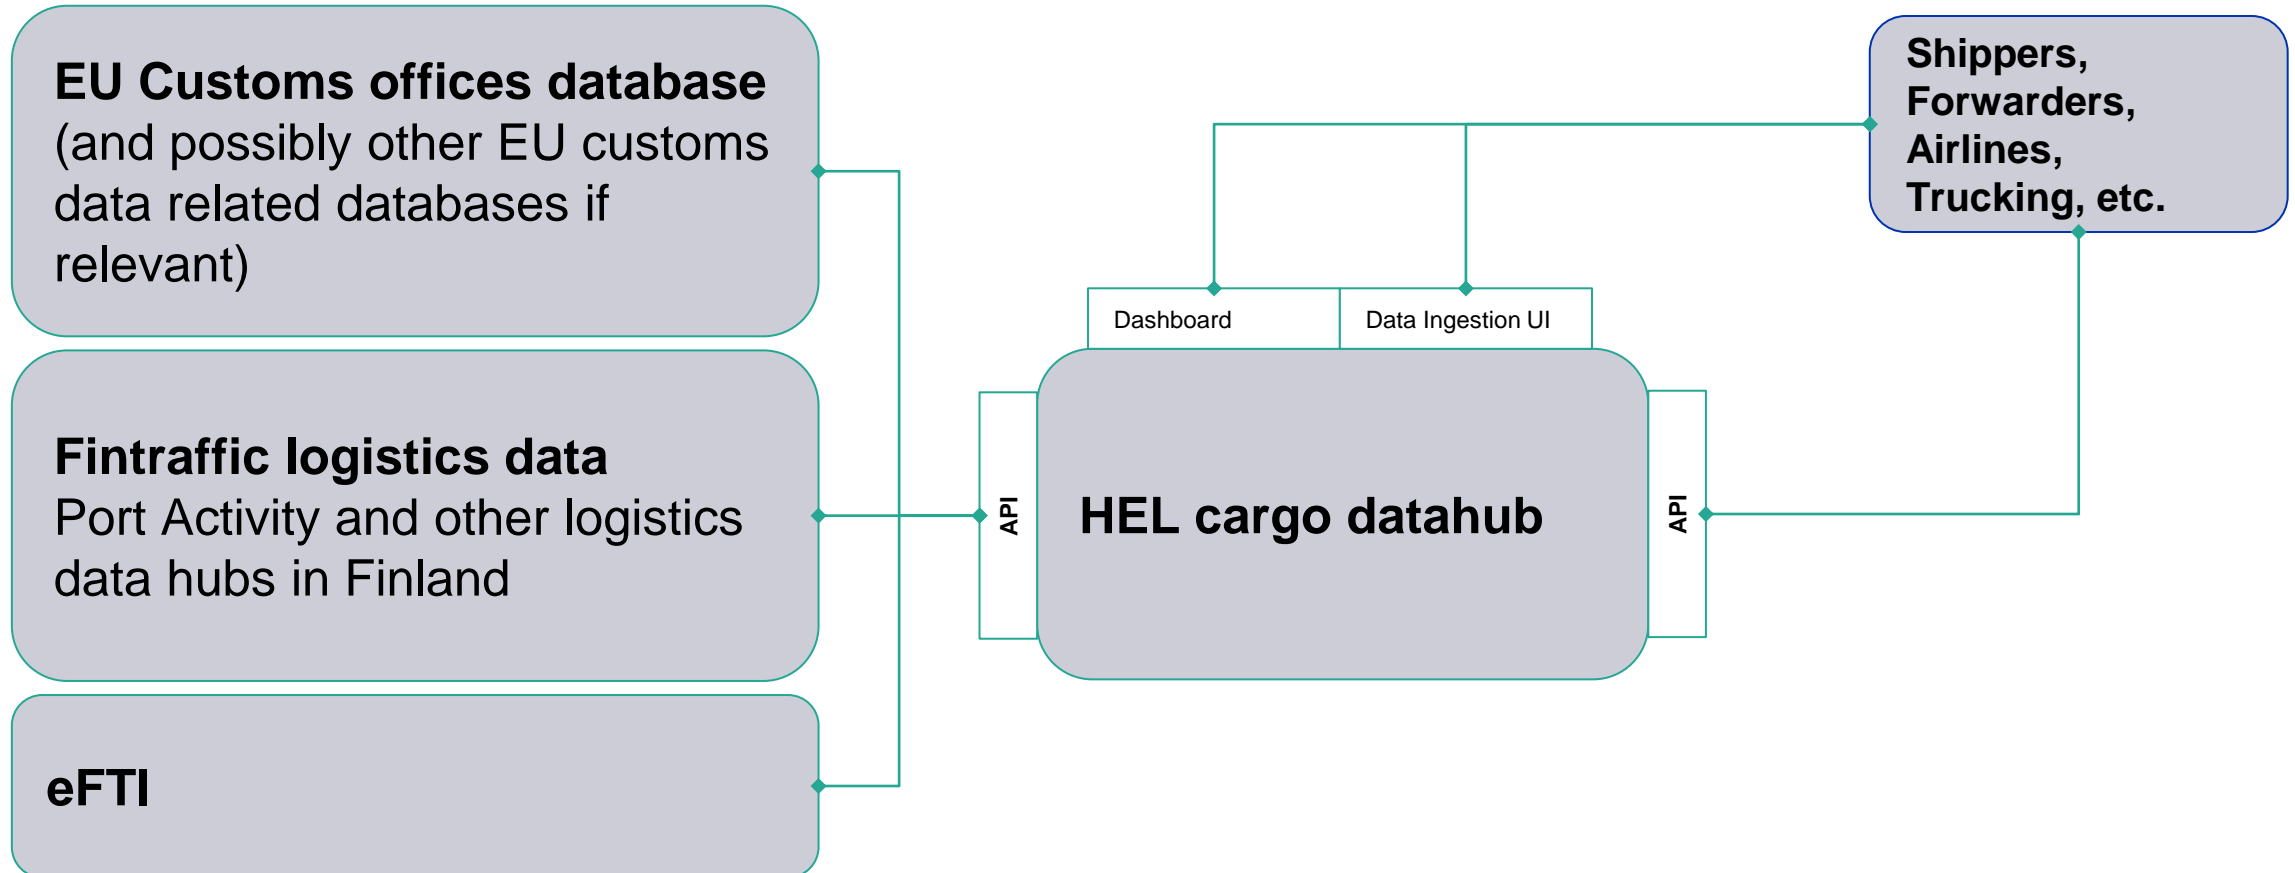 EU Customs offices database
(and possibly other EU customs
data related databases if
relevant)
Fintraffic logistics data
Port Activity and other logistics
data hubs in Finland
eFTI
API
Dashboard
Data Ingestion UI
HEL cargo datahub
API
Shippers,
Forwarders,
Airlines,
Trucking, etc.